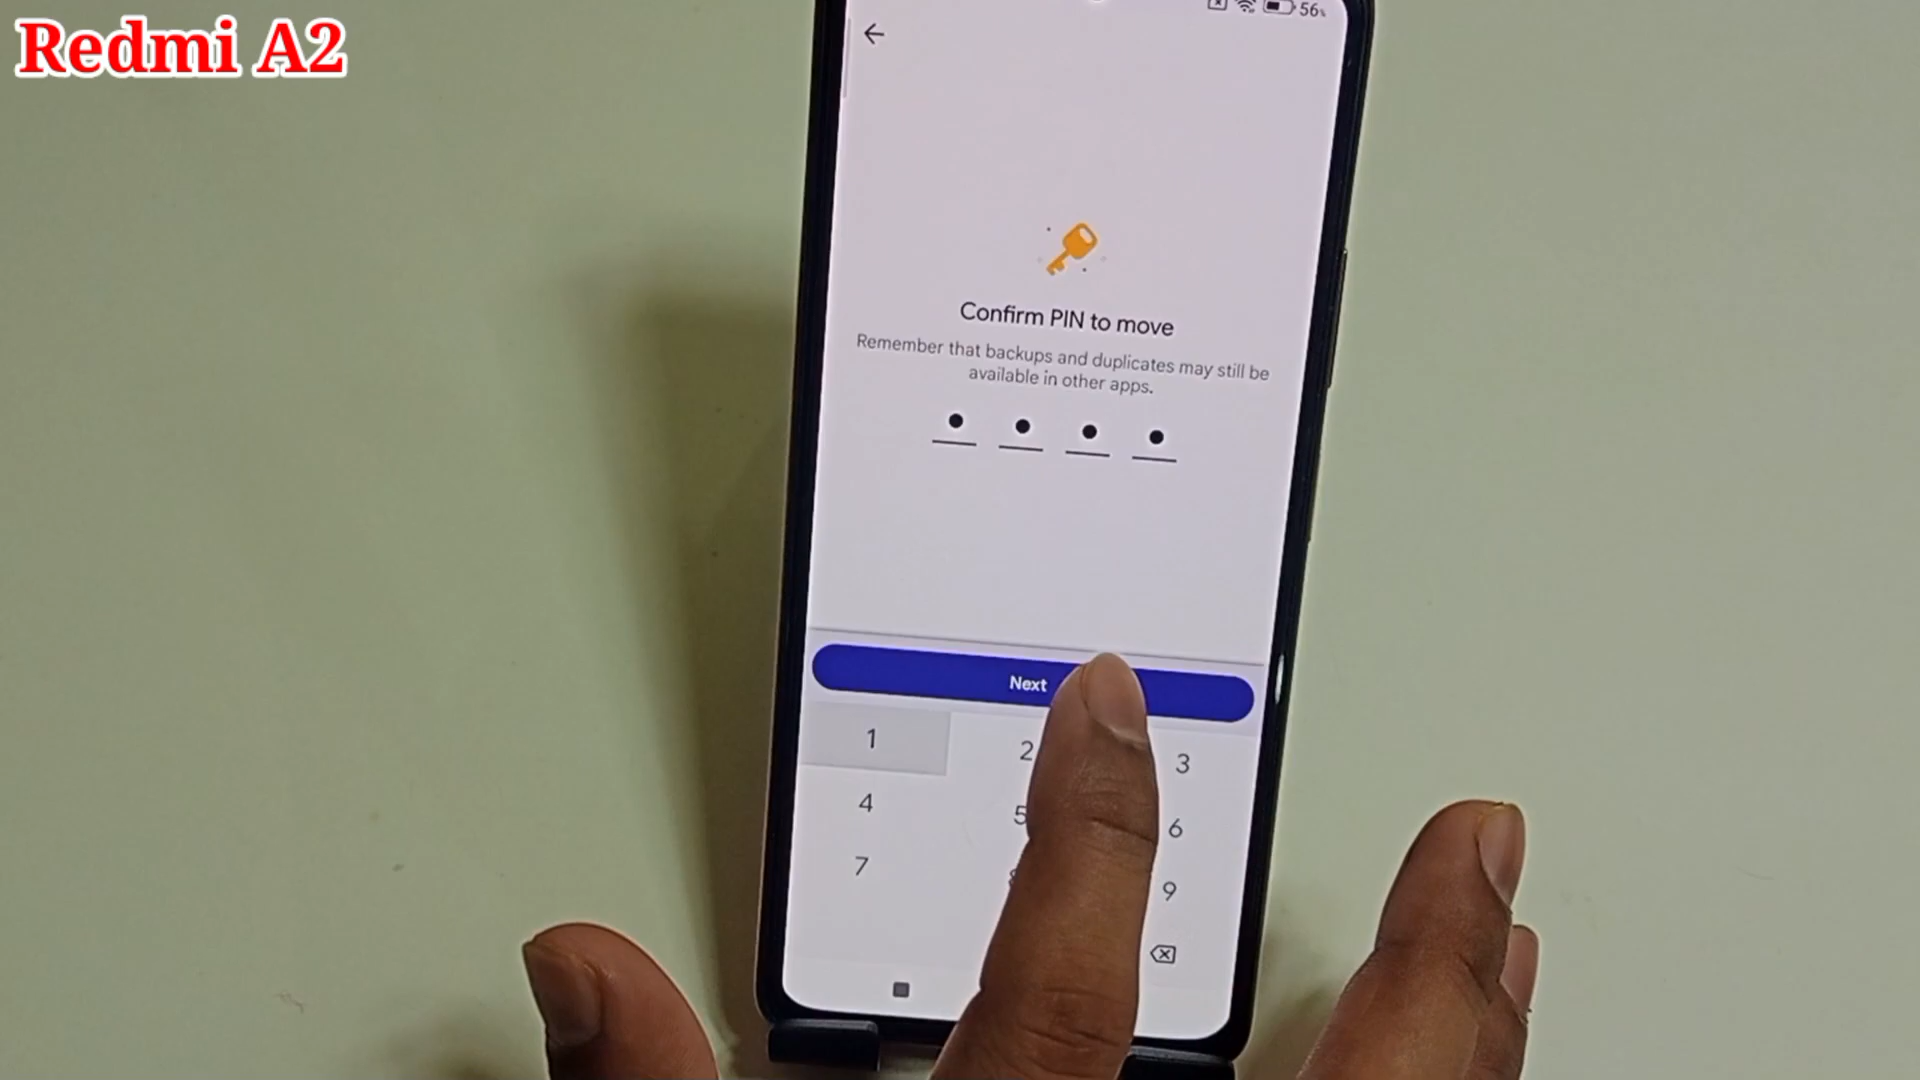 Redmi A2
56%
Confirm PIN to move
Remember that backups and duplicates may still be
available in other apps.
Next
1
2
3
4
5
6
7
9